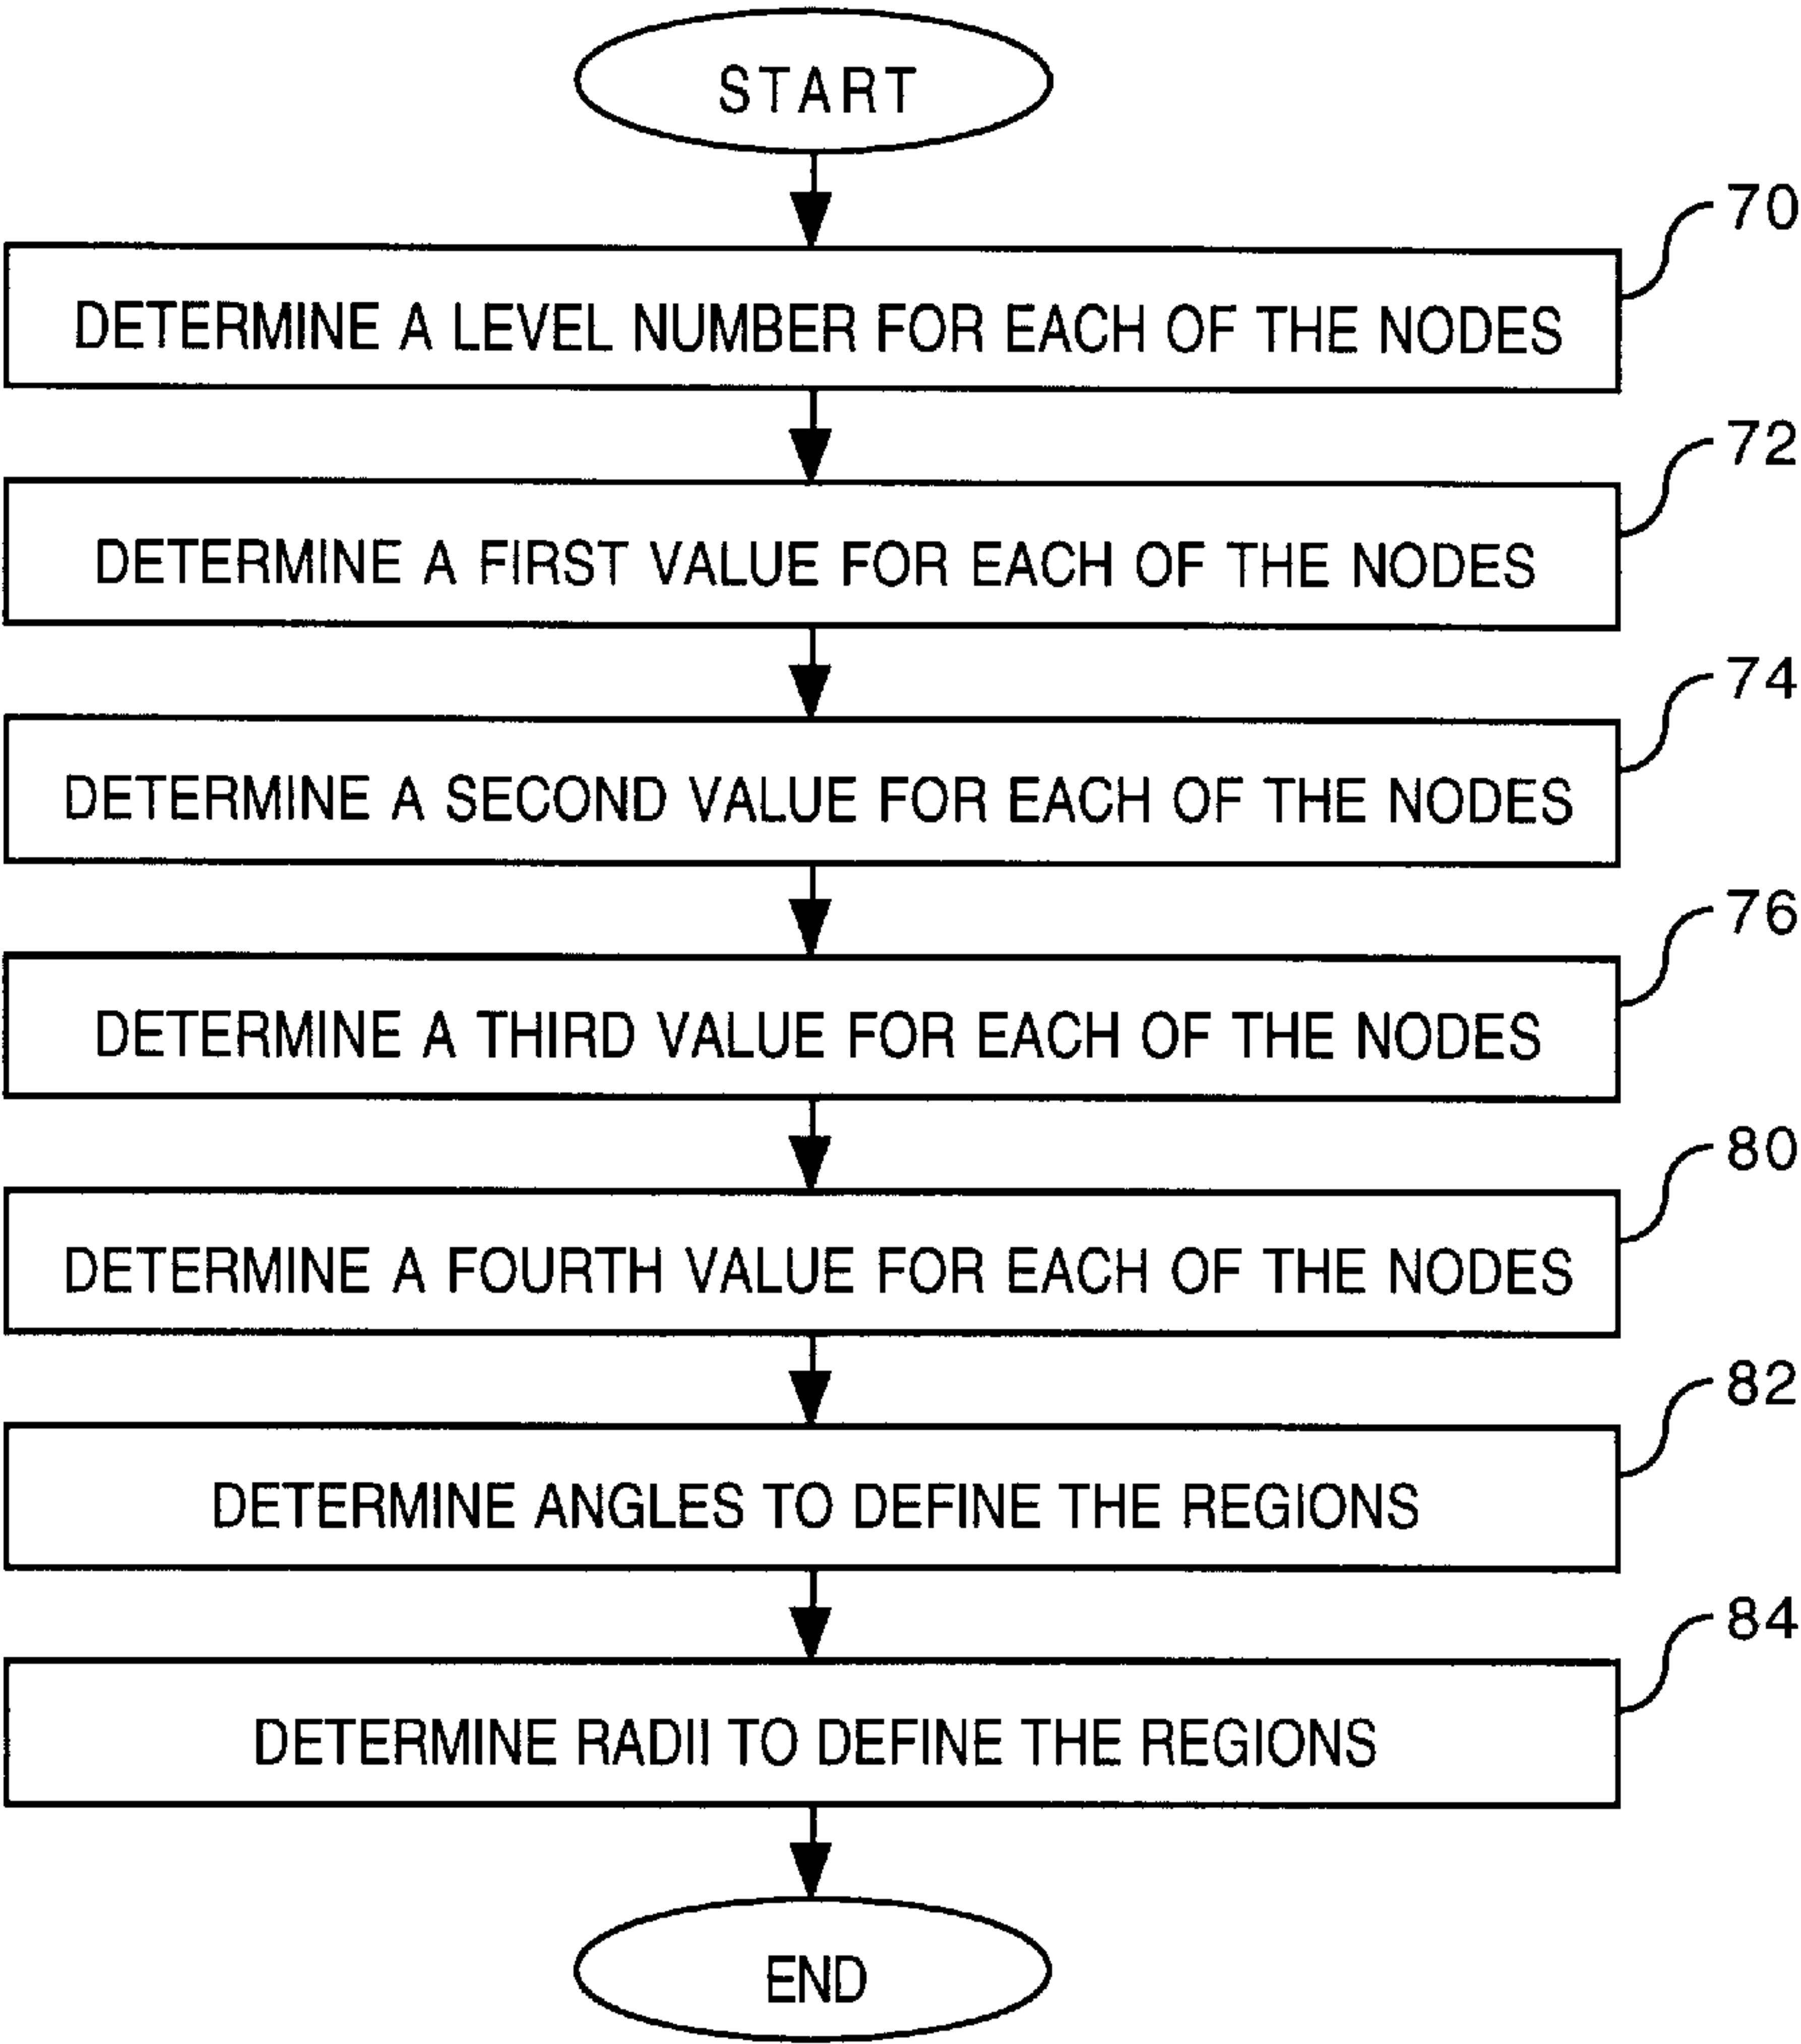 START
70
DETERMINE A LEVEL NUMBER FOR EACH OF THE NODES
72
DETERMINE A FIRST VALUE FOR EACH OF THE NODES
74
DETERMINE A SECOND VALUE FOR EACH OF THE NODES
76
DETERMINE A THIRD VALUE FOR EACH OF THE NODES
80
DETERMINE A FOURTH VALUE FOR EACH OF THE NODES
82
DETERMINE ANGLES TO DEFINE THE REGIONS
84
DETERMINE RADII TO DEFINE THE REGIONS
END